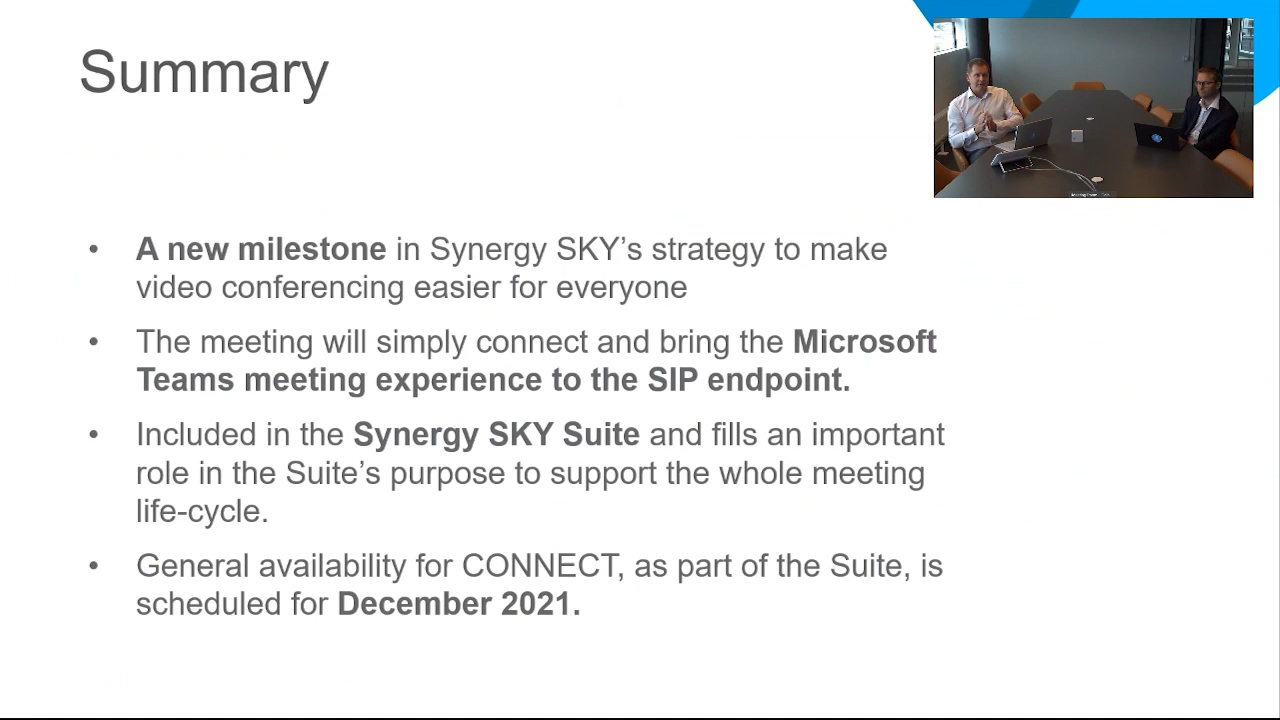 Summary
• A new milestone in Synergy SKY’s strategy to make
video conferencing easier for everyone
• The meeting will simply connect and bring the Microsoft
Teams meeting experience to the SIP endpoint.
• Included in the Synergy SKY Suite and fills an important
role in the Suite’s purpose to support the whole meeting
life-cycle.
• General availability for CONNECT, as part of the Suite, is
scheduled for December 2021.